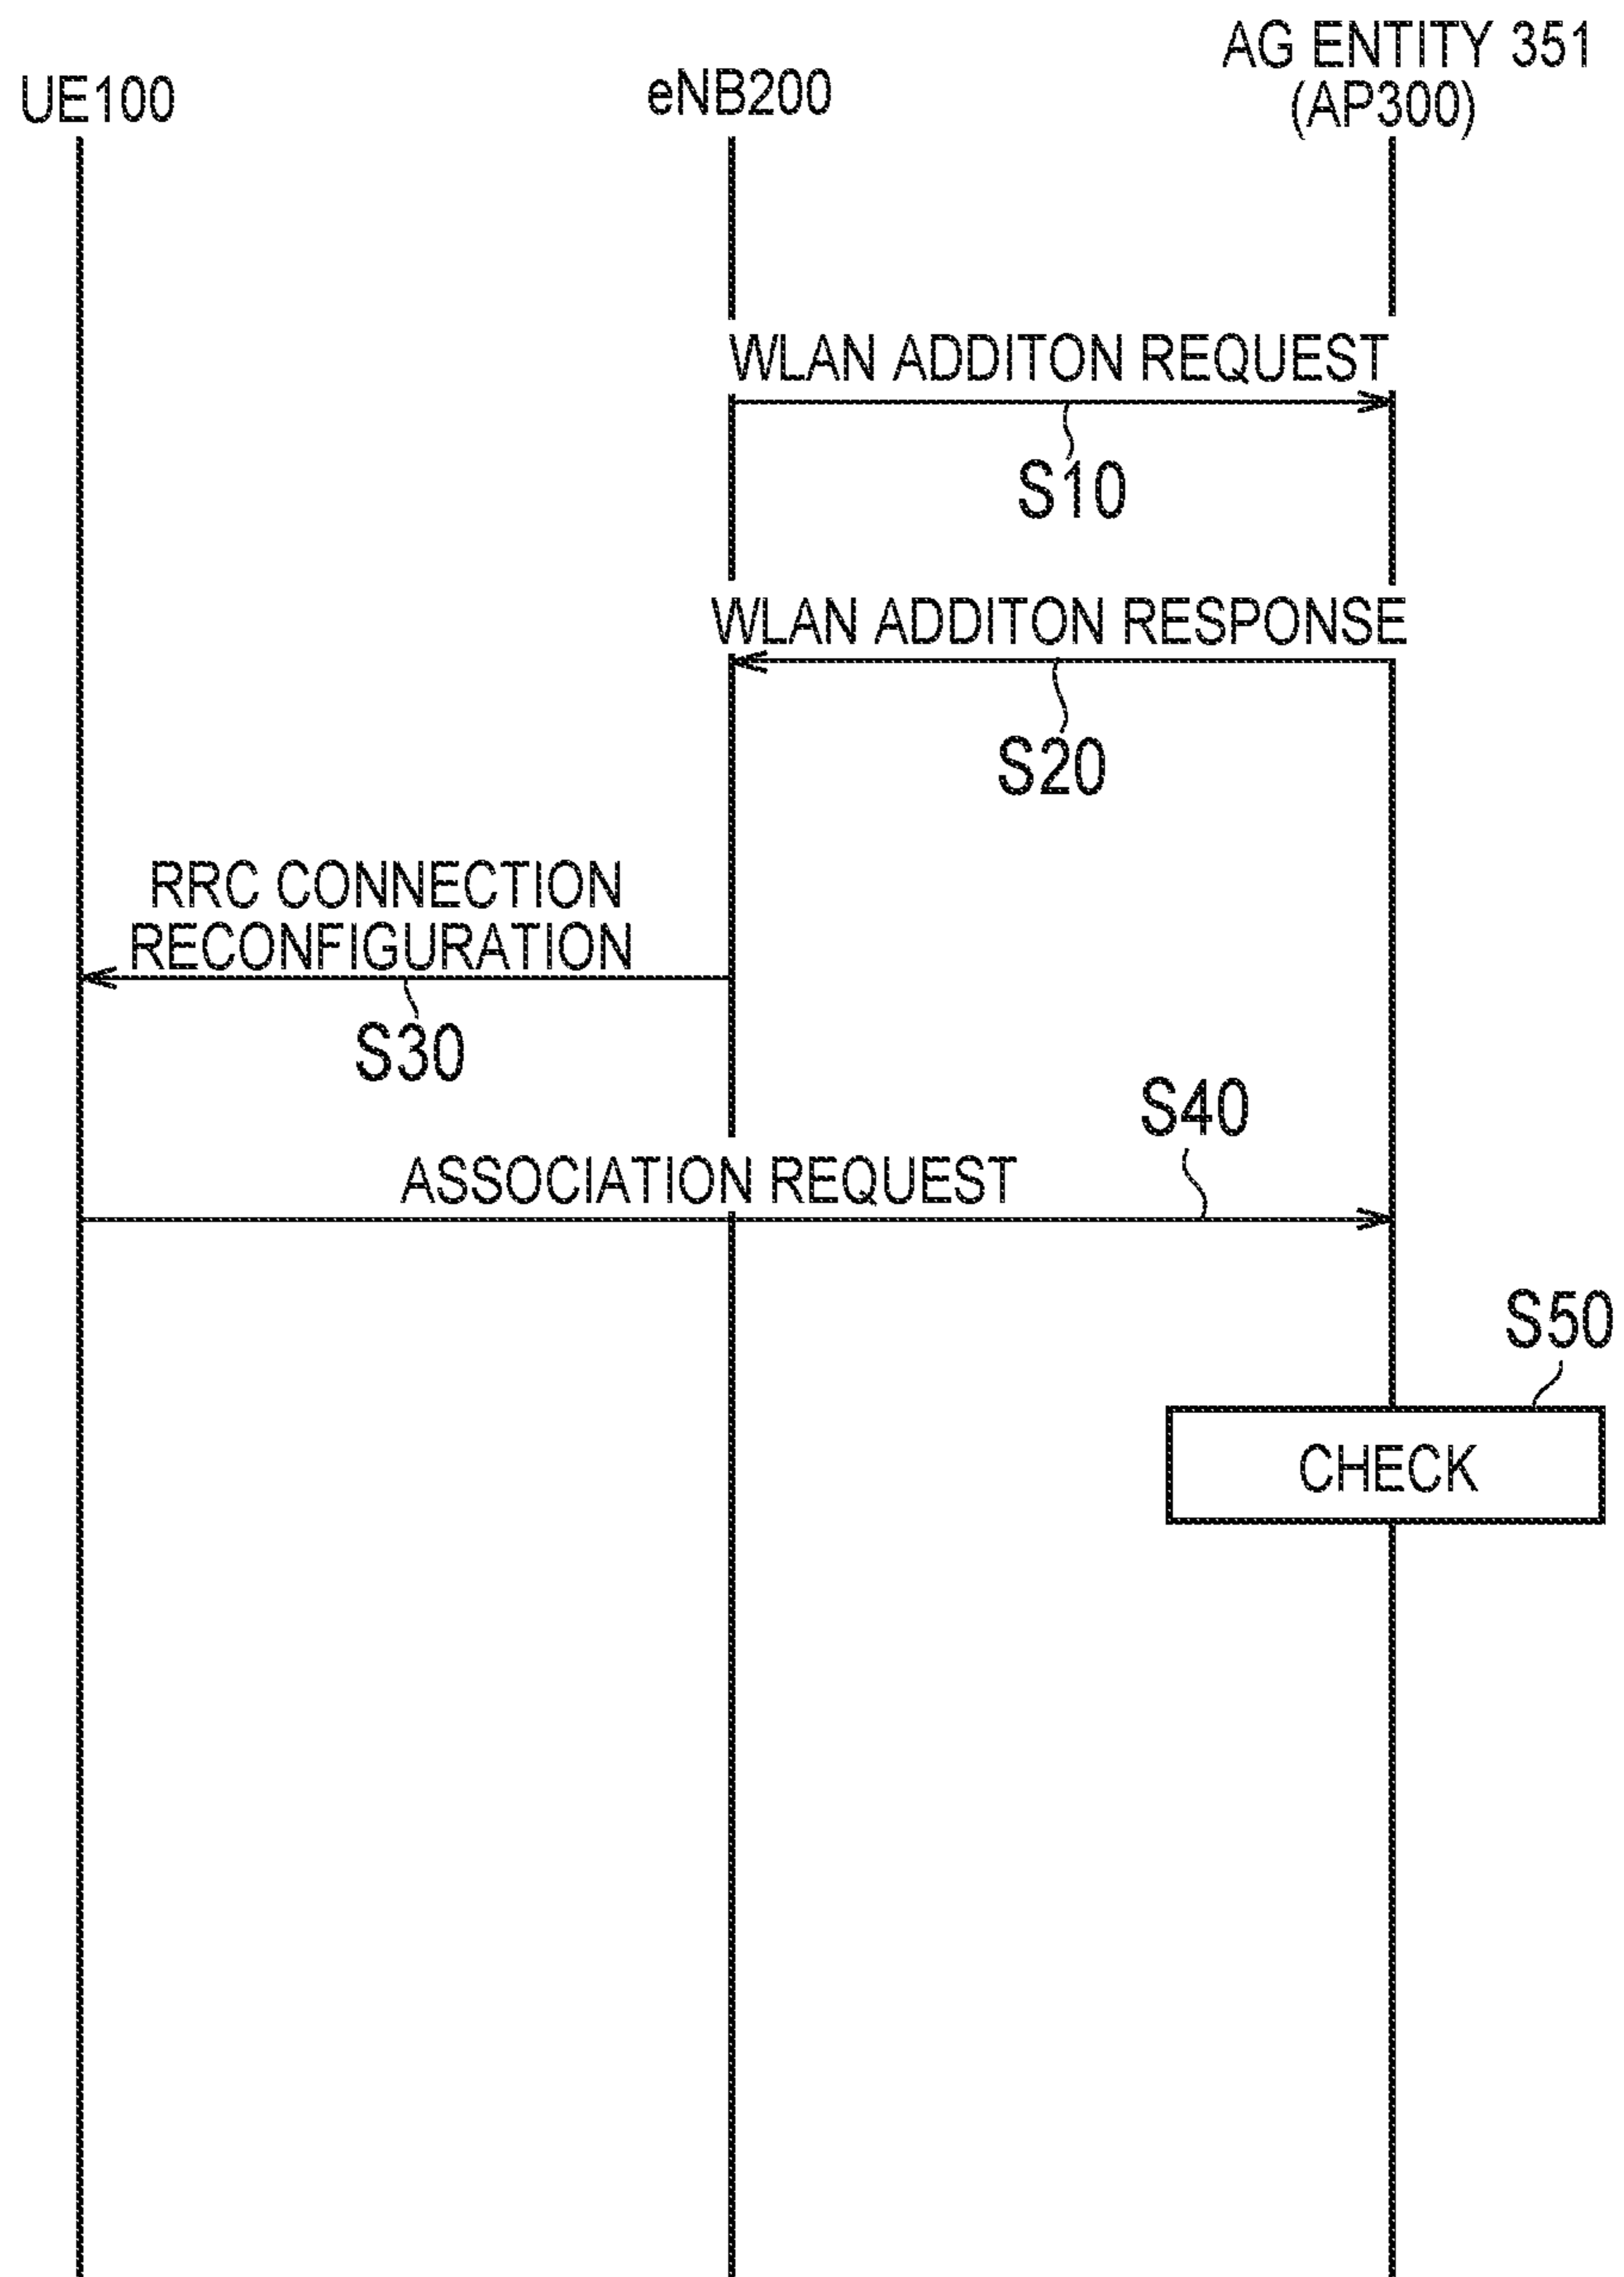 UE100
eNB200
AG ENTITY 351
(AP300)
WLAN ADDITON REQUEST
S10
WLAN ADDITON RESPONSE
S20
RRC CONNECTION
RECONFIGURATION
S30
S40
ASSOCIATION REQUEST
S50
CHECK